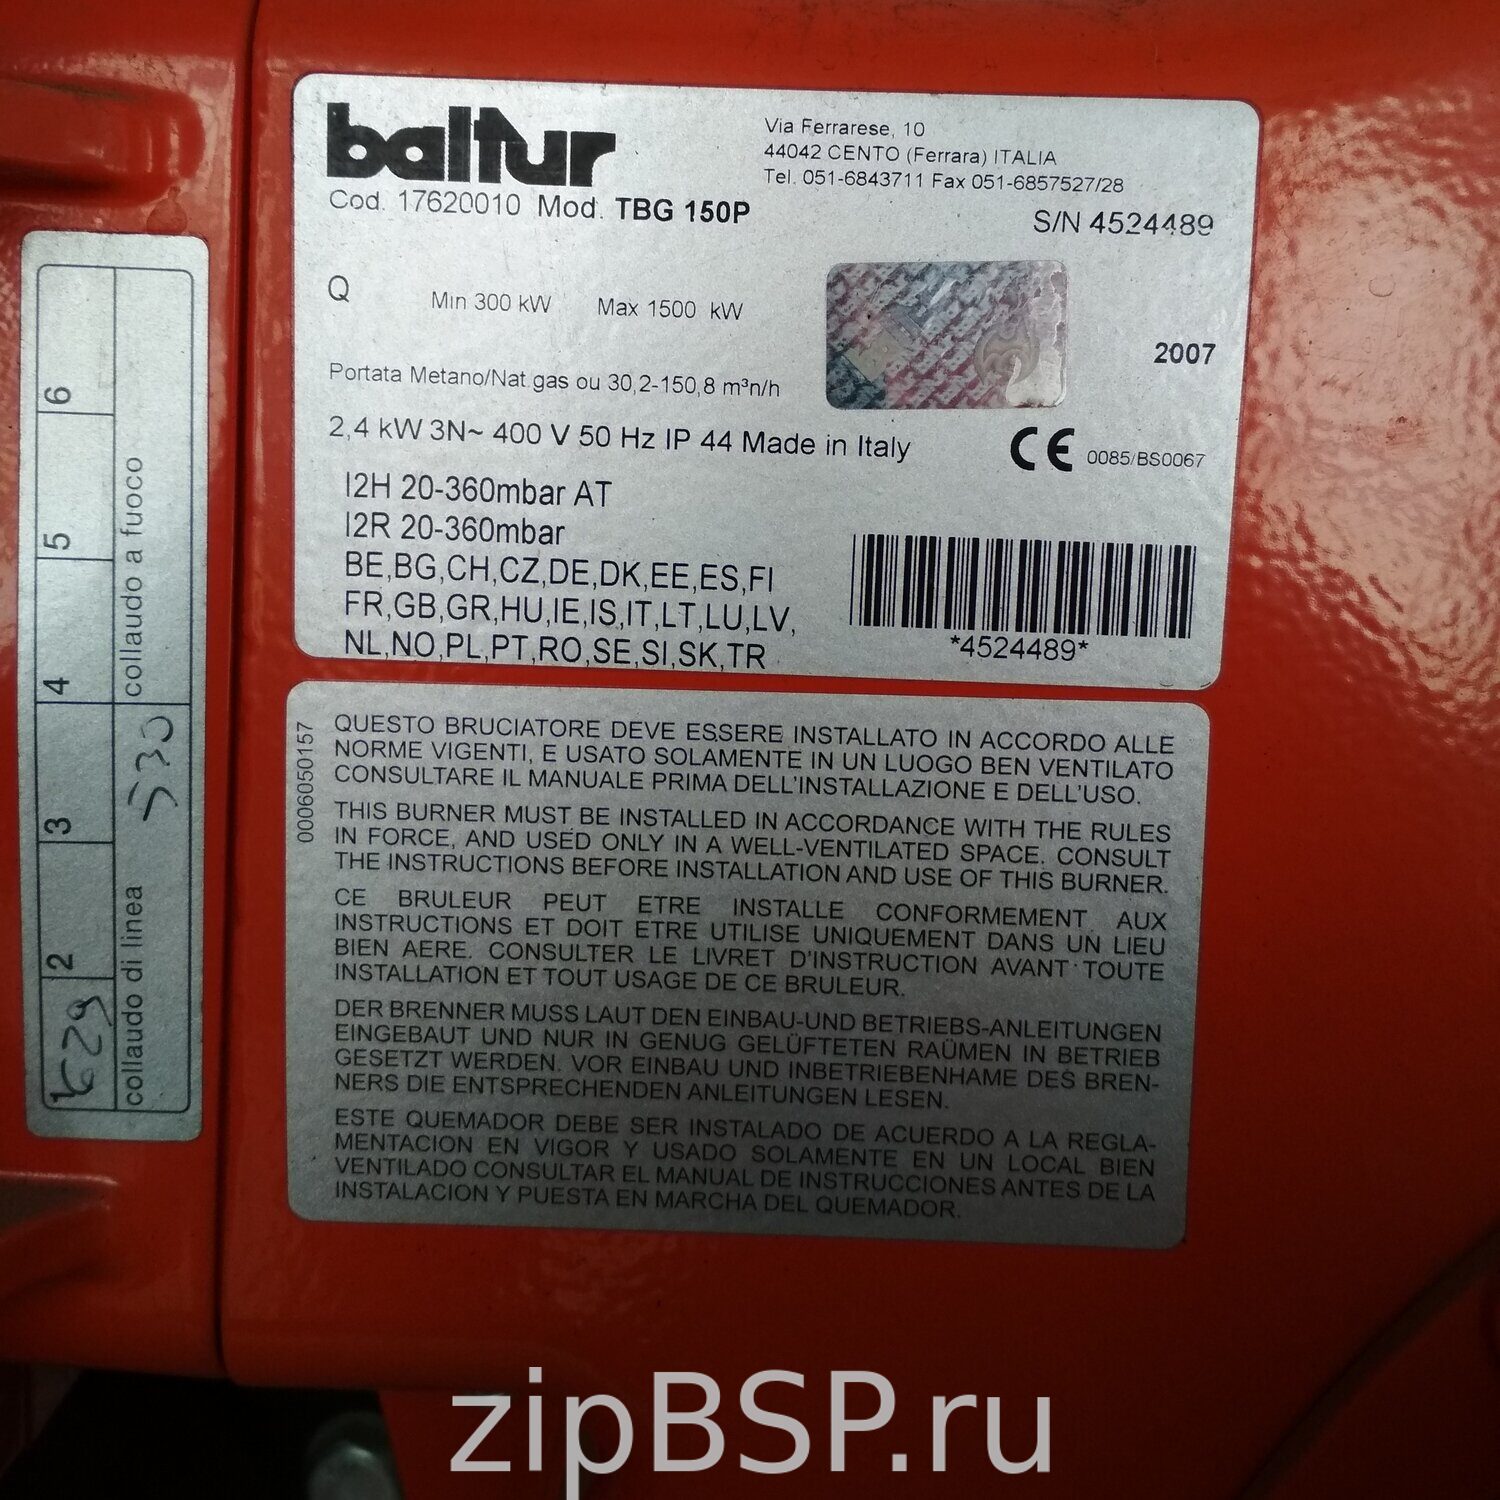 baltur
Via Ferrarese, 10
44042 CENTO (Ferrara) ITALIA
Tel. 051-6843711 Fax 051-6857527/28
Cod. 17620010 Mod. TBG 150P
S/N 4524489
Q Min 300 kW Max 1500 kW
2007
Portata Metano/Nat.gas ou 30,2-150,8 m³n/h
2,4 kW 3N~ 400 V 50 Hz IP 44 Made in Italy
CE 0085/BS0067
I2H 20-360mbar AT
I2R 20-360mbar
BE,BG,CH,CZ,DE,DK,EE,ES,FI
FR,GB,GR,HU,IE,IS,IT,LT,LU,LV,
NL,NO,PL,PT,RO,SE,SI,SK,TR
*4524489*
0006050157
QUESTO BRUCIATORE DEVE ESSERE INSTALLATO IN ACCORDO ALLE
NORME VIGENTI, E USATO SOLAMENTE IN UN LUOGO BEN VENTILATO
CONSULTARE IL MANUALE PRIMA DELL'INSTALLAZIONE E DELL'USO.
THIS BURNER MUST BE INSTALLED IN ACCORDANCE WITH THE RULES
IN FORCE, AND USED ONLY IN A WELL-VENTILATED SPACE. CONSULT
THE INSTRUCTIONS BEFORE INSTALLATION AND USE OF THIS BURNER.
CE BRULEUR PEUT ETRE INSTALLE CONFORMEMENT AUX
INSTRUCTIONS ET DOIT ETRE UTILISE UNIQUEMENT DANS UN LIEU
BIEN AERE. CONSULTER LE LIVRET D'INSTRUCTION AVANT TOUTE
INSTALLATION ET TOUT USAGE DE CE BRULEUR.
DER BRENNER MUSS LAUT DEN EINBAU-UND BETRIEBS-ANLEITUNGEN
EINGEBAUT UND NUR IN GENUG GELÜFTETEN RAÜMEN IN BETRIEB
GESETZT WERDEN. VOR EINBAU UND INBETRIEBENHAME DES BREN-
NERS DIE ENTSPRECHENDEN ANLEITUNGEN LESEN.
ESTE QUEMADOR DEBE SER INSTALADO DE ACUERDO A LA REGLA-
MENTACION EN VIGOR Y USADO SOLAMENTE EN UN LOCAL BIEN
VENTILADO CONSULTAR EL MANUAL DE INSTRUCCIONES ANTES DE LA
INSTALACION Y PUESTA EN MARCHA DEL QUEMADOR.
2 3 4 5 6
collaudo di linea 530 collaudo a fuoco
zipBSP.ru